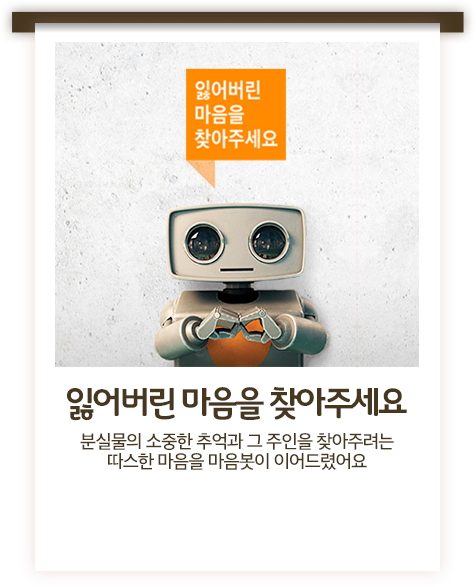 잃어버린
마음을
찾아주세요
잃어버린 마음을 찾아주세요
분실물의 소중한 추억과 그 주인을 찾아주려는
따스한 마음을 마음봇이 이어드렸어요